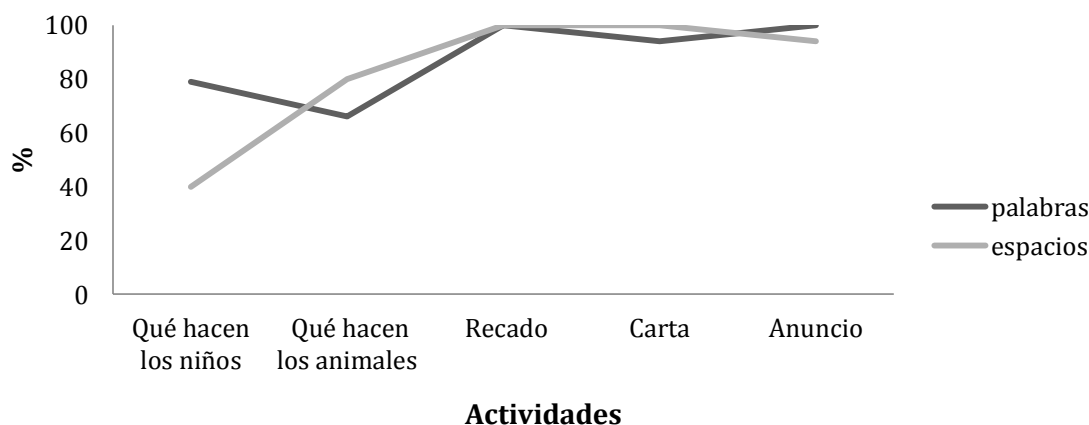 100
80
60
40
20
0
%
Qué hacen los niños
Qué hacen los animales
Recado
Carta
Anuncio
Actividades
palabras
espacios